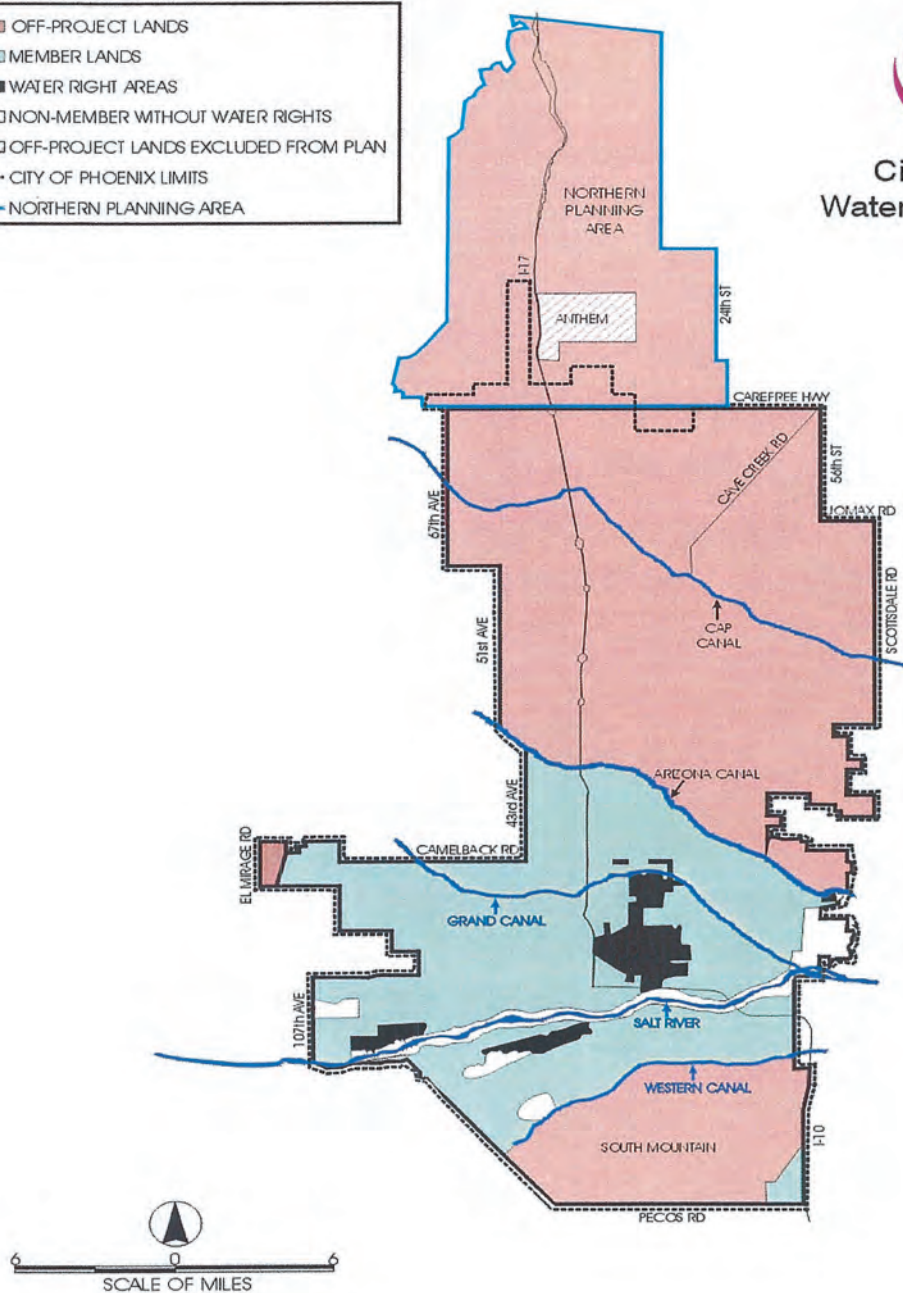 OFF-PROJECT LANDS
MEMBER LANDS
WATER RIGHT AREAS
NON-MEMBER WITHOUT WATER RIGHTS
OFF-PROJECT LANDS EXCLUDED FROM PLAN
CITY OF PHOENIX LIMITS
NORTHERN PLANNING AREA
Ci
Water
NORTHERN
PLANNING
AREA
I-17
ANTHEM
24th ST
CAREFREE HWY
CAVE CREEK RD
56th ST
67th AVE
JOMAX RD
SCOTTSDALE RD
CAP
CANAL
51st AVE
ARIZONA CANAL
43rd AVE
CAMELBACK RD
EL MIRAGE RD
GRAND CANAL
107th AVE
SALT RIVER
WESTERN CANAL
SOUTH MOUNTAIN
I-10
PECOS RD
6 0 6
SCALE OF MILES